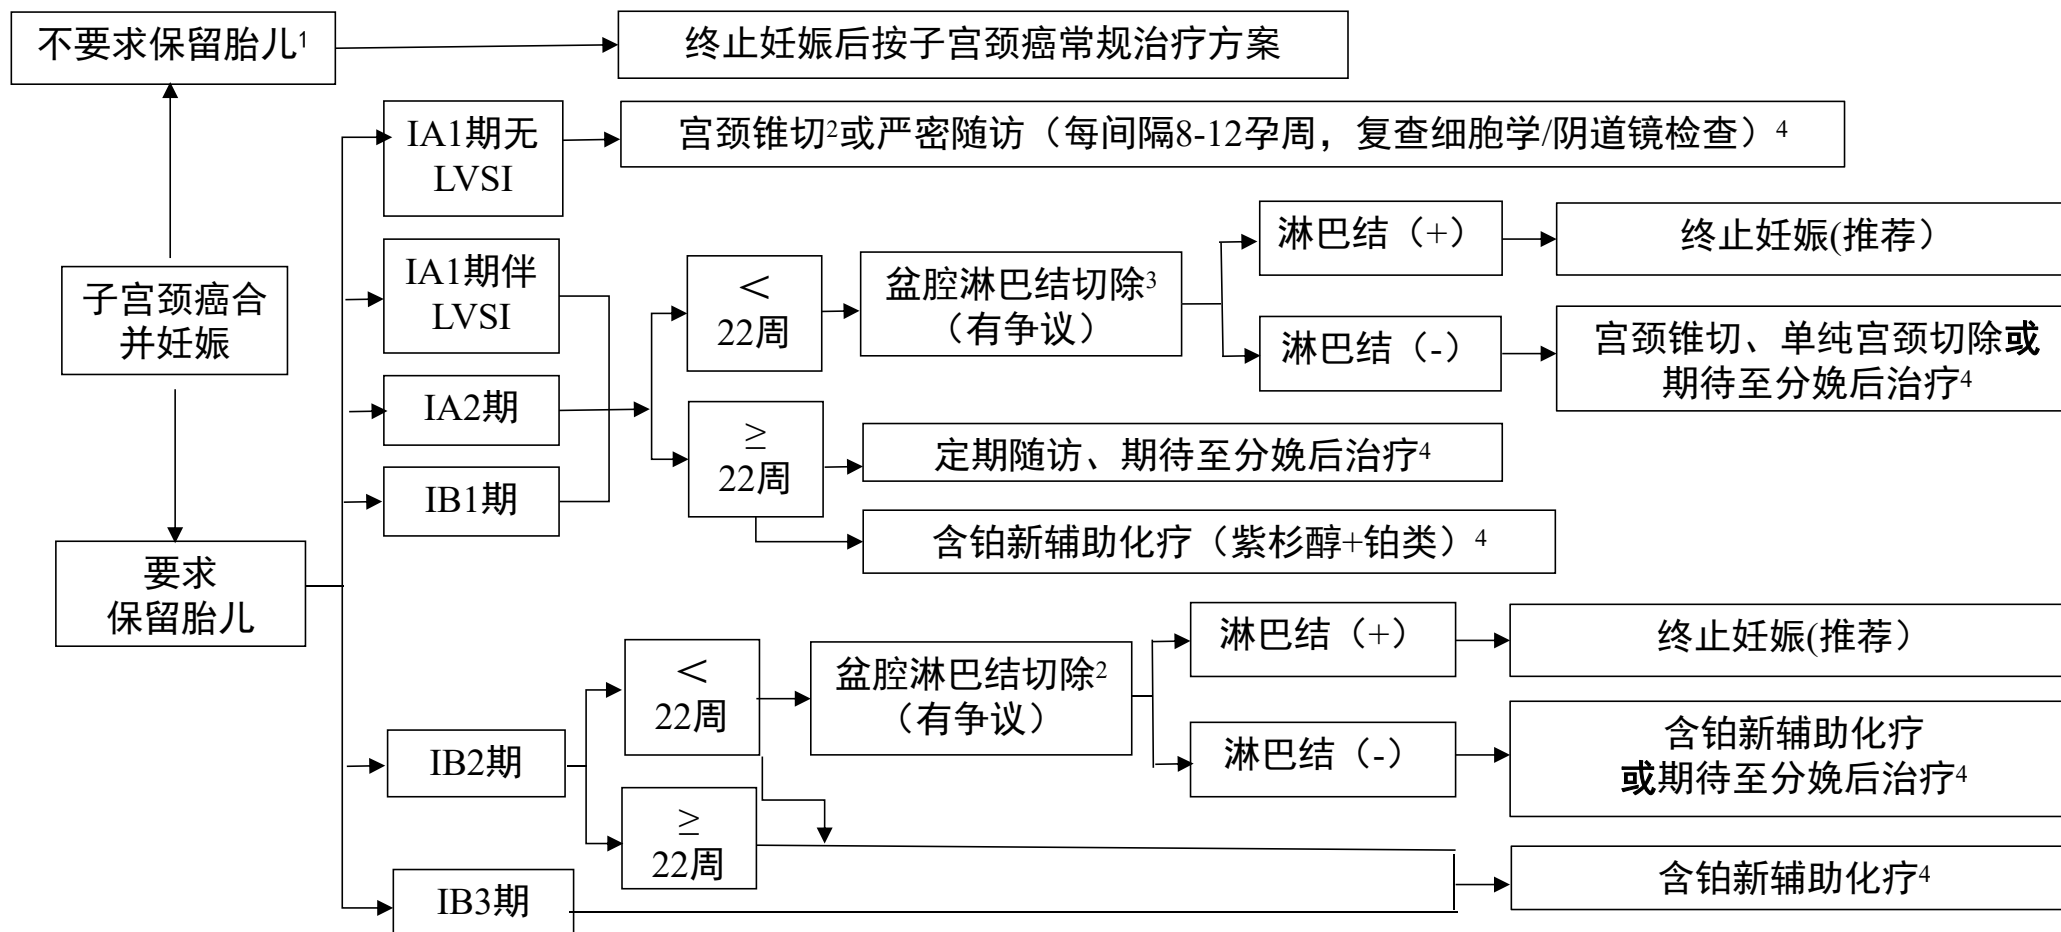 不要求保留胎儿¹
终止妊娠后按子宫颈癌常规治疗方案
IA1期无
LVSI
宫颈锥切²或严密随访（每间隔8-12孕周，复查细胞学/阴道镜检查）⁴
子宫颈癌合
并妊娠
IA1期伴
LVSI
IA2期
IB1期
＜
22周
盆腔淋巴结切除³
（有争议）
淋巴结（+）
终止妊娠(推荐）
淋巴结（-）
宫颈锥切、单纯宫颈切除或
期待至分娩后治疗⁴
≥
22周
定期随访、期待至分娩后治疗⁴
含铂新辅助化疗（紫杉醇+铂类）⁴
要求
保留胎儿
IB2期
＜
22周
盆腔淋巴结切除²
（有争议）
淋巴结（+）
终止妊娠(推荐）
淋巴结（-）
含铂新辅助化疗
或期待至分娩后治疗⁴
≥
22周
IB3期
含铂新辅助化疗⁴